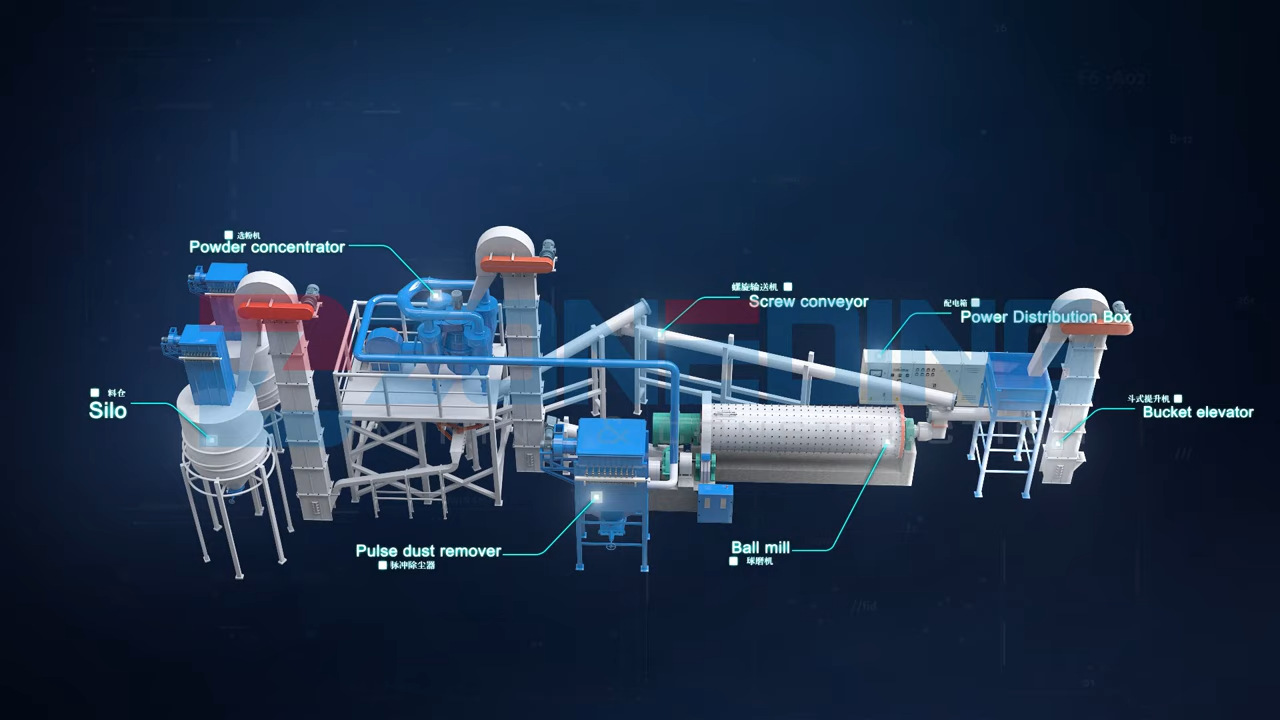 选粉机
Powder concentrator
螺旋输送机
Screw conveyor
配电箱
Power Distribution Box
料仓
Silo
斗式提升机
Bucket elevator
Pulse dust remover
脉冲除尘器
Ball mill
球磨机